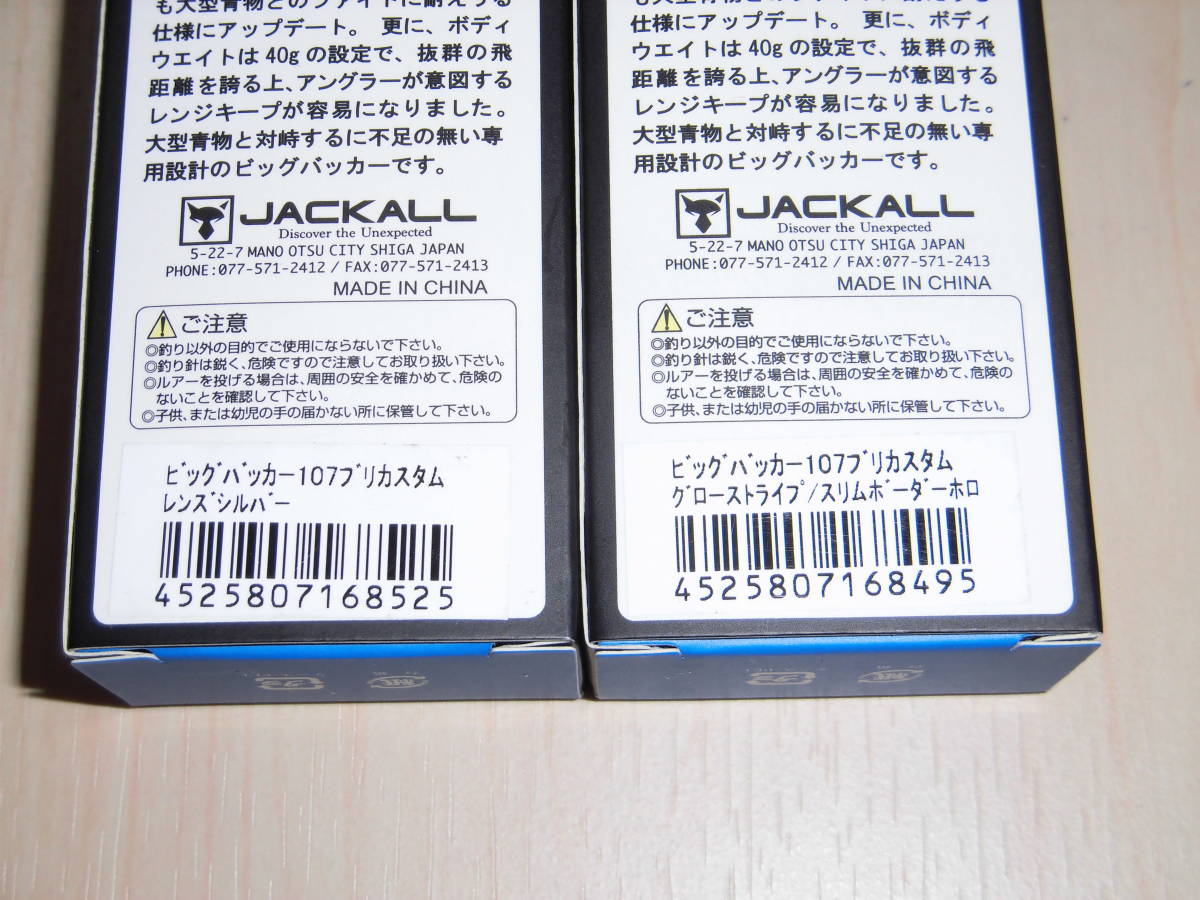 も大型青物とのファイトに耐えうる
仕様にアップデート。 更に、ボディ
ウエイトは40gの設定で、抜群の飛
距離を誇る上、アングラーが意図する
レンジキープが容易になりました。
大型青物と対峙するに不足の無い専
用設計のビッグバッカーです。
JACKALL
Discover the Unexpected
5-22-7 MANO OTSU CITY SHIGA JAPAN
PHONE:077-571-2412 / FAX:077-571-2413
MADE IN CHINA
ご注意
◎釣り以外の目的でご使用にならないで下さい。
◎釣り針は鋭く、危険ですので注意してお取り扱い下さい。
◎ルアーを投げる場合は、周囲の安全を確かめて、危険の
ないことを確認して下さい。
◎子供、または幼児の手の届かない所に保管して下さい。
ビッグバッカー107ブリカスタム
レンズシルバー
4525807168525
仕様にアップデート。 更に、ボディ
ウエイトは40gの設定で、抜群の飛
距離を誇る上、アングラーが意図する
レンジキープが容易になりました。
大型青物と対峙するに不足の無い専
用設計のビッグバッカーです。
JACKALL
Discover the Unexpected
5-22-7 MANO OTSU CITY SHIGA JAPAN
PHONE:077-571-2412 / FAX:077-571-2413
MADE IN CHINA
ご注意
◎釣り以外の目的でご使用にならないで下さい。
◎釣り針は鋭く、危険ですので注意してお取り扱い下さい。
◎ルアーを投げる場合は、周囲の安全を確かめて、危険の
ないことを確認して下さい。
◎子供、または幼児の手の届かない所に保管して下さい。
ビッグバッカー107ブリカスタム
グローストライプ/スリムボーダーホロ
4525807168495